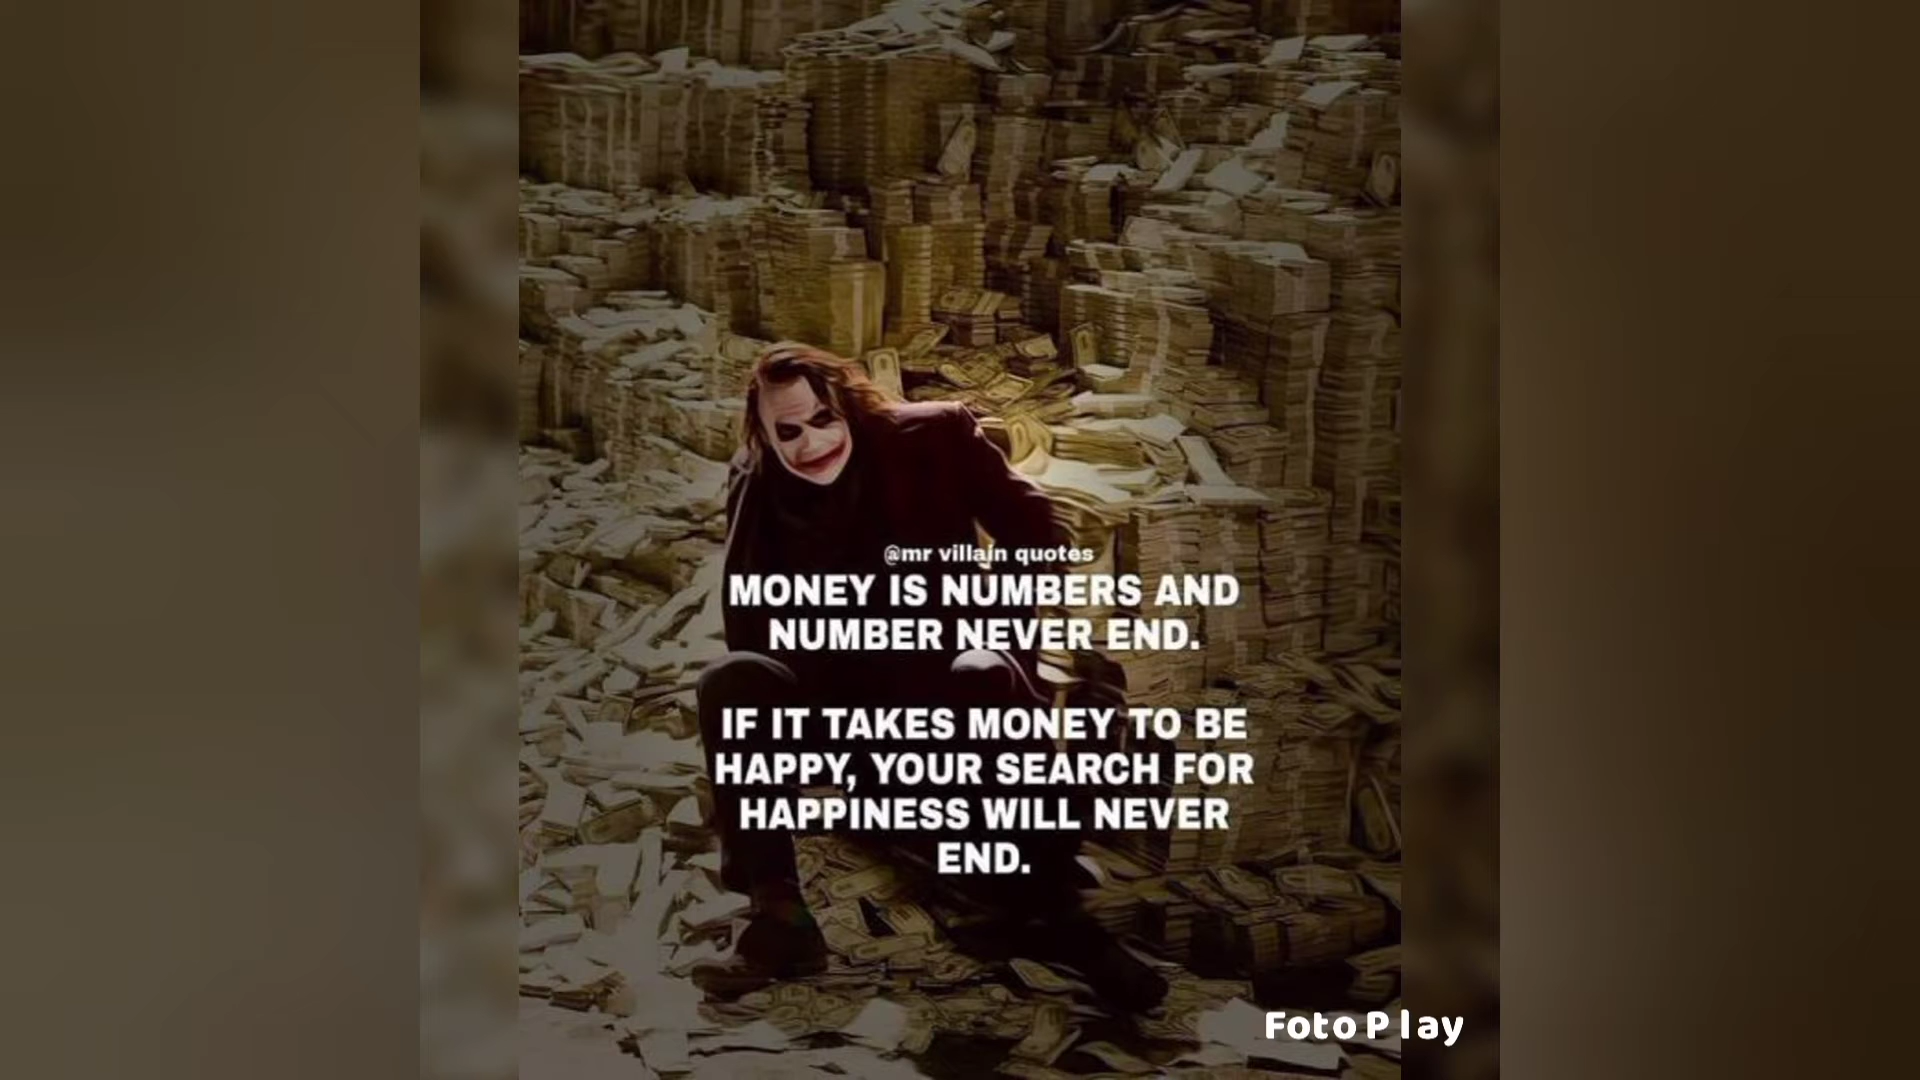 @mr villain quotes
MONEY IS NUMBERS AND
NUMBER NEVER END.
IF IT TAKES MONEY TO BE
HAPPY, YOUR SEARCH FOR
HAPPINESS WILL NEVER
END.
FotoPlay